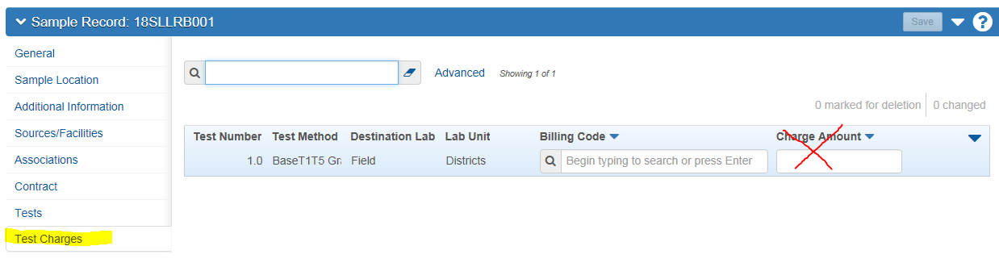 Sample Record: 18SLLRB001
Save
?
General
Sample Location
Additional Information
Sources/Facilities
Associations
Contract
Tests
Test Charges
Advanced Showing 1 of 1
0 marked for deletion 0 changed
Test Number Test Method Destination Lab Lab Unit Billing Code Charge Amount
1.0 BaseT1T5 Gra Field Districts Begin typing to search or press Enter